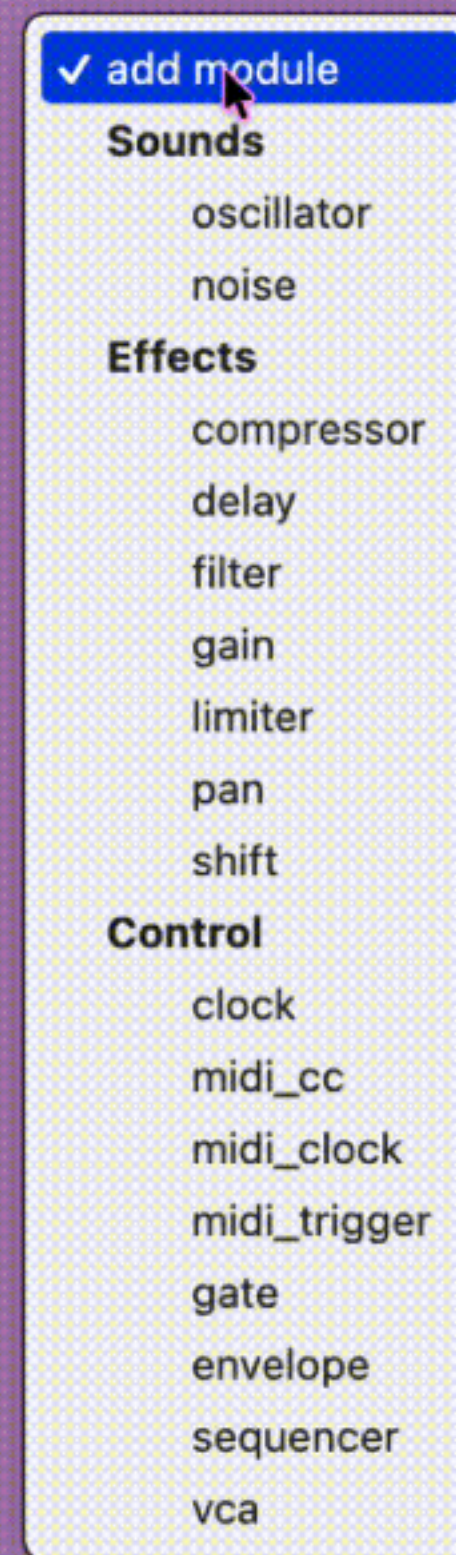 ✓ add module
Sounds
oscillator
noise
Effects
compressor
delay
filter
gain
limiter
pan
shift
Control
clock
midi_cc
midi_clock
midi_trigger
gate
envelope
sequencer
vca